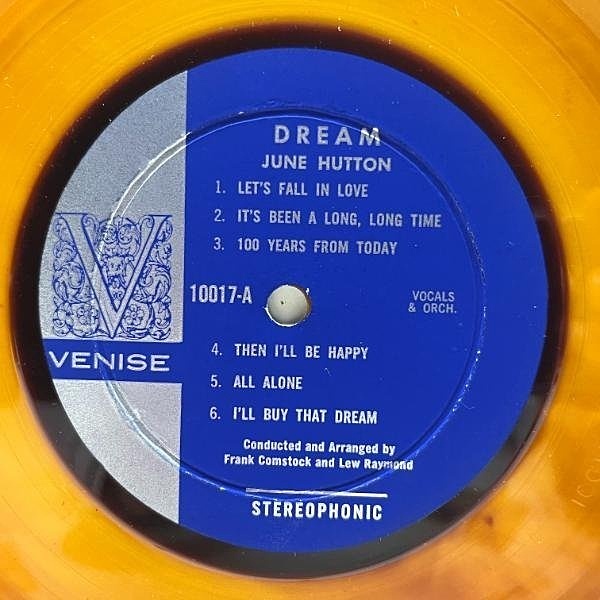 DREAM
JUNE HUTTON
1. LET'S FALL IN LOVE
2. IT'S BEEN A LONG, LONG TIME
3. 100 YEARS FROM TODAY
V
10017-A
VOCALS
& ORCH.
VENISE
4. THEN I'LL BE HAPPY
5. ALL ALONE
6. I'LL BUY THAT DREAM
Conducted and Arranged by
Frank Comstock and Lew Raymond
STEREOPHONIC